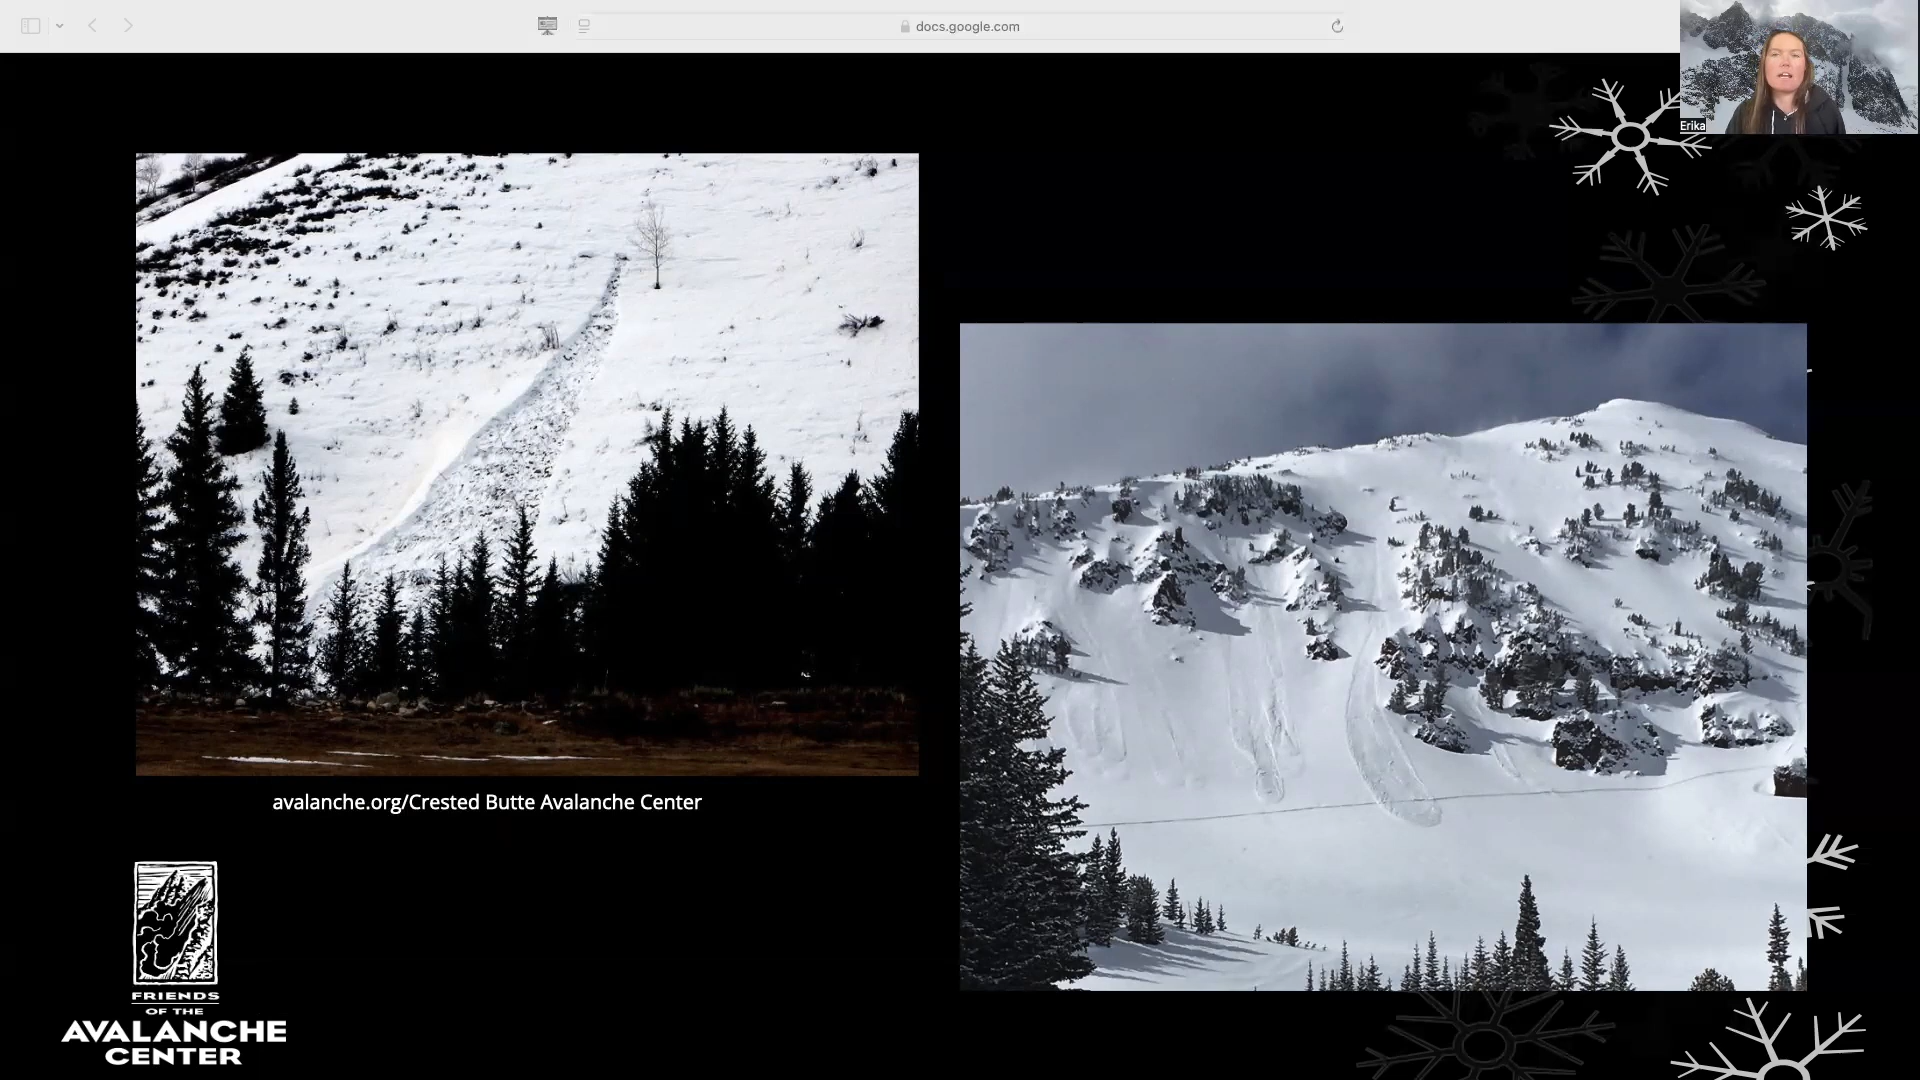 docs.google.com
Erika
avalanche.org/Crested Butte Avalanche Center
FRIENDS
OF THE
AVALANCHE
CENTER